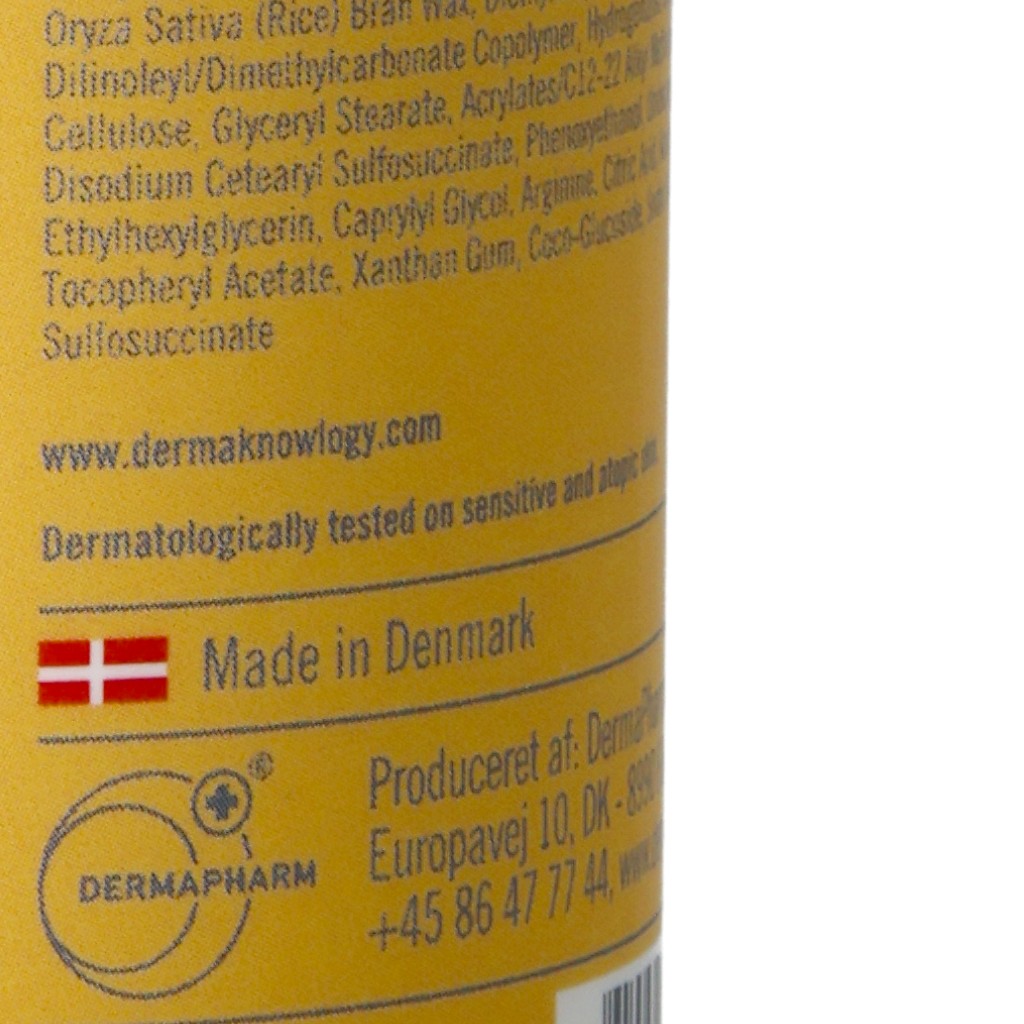 Oryza Sativa (Rice) Bran Wax,
Dilinoleyl/Dimethylcarbonate Copolymer,
Cellulose, Glyceryl Stearate, Acrylates/C12-22
Disodium Cetearyl Sulfosuccinate, Phenoxyethanol,
Ethylhexylglycerin, Caprylyl Glycol, Arginine, Citric Acid,
Tocopheryl Acetate, Xanthan Gum, Coco-Glucoside,
Sulfosuccinate
www.dermaknowlogy.com
Dermatologically tested on sensitive and atopic
Made in Denmark
®
DERMAPHARM
Produceret af:
Europavej 10, DK -
+45 86 47 77 44,